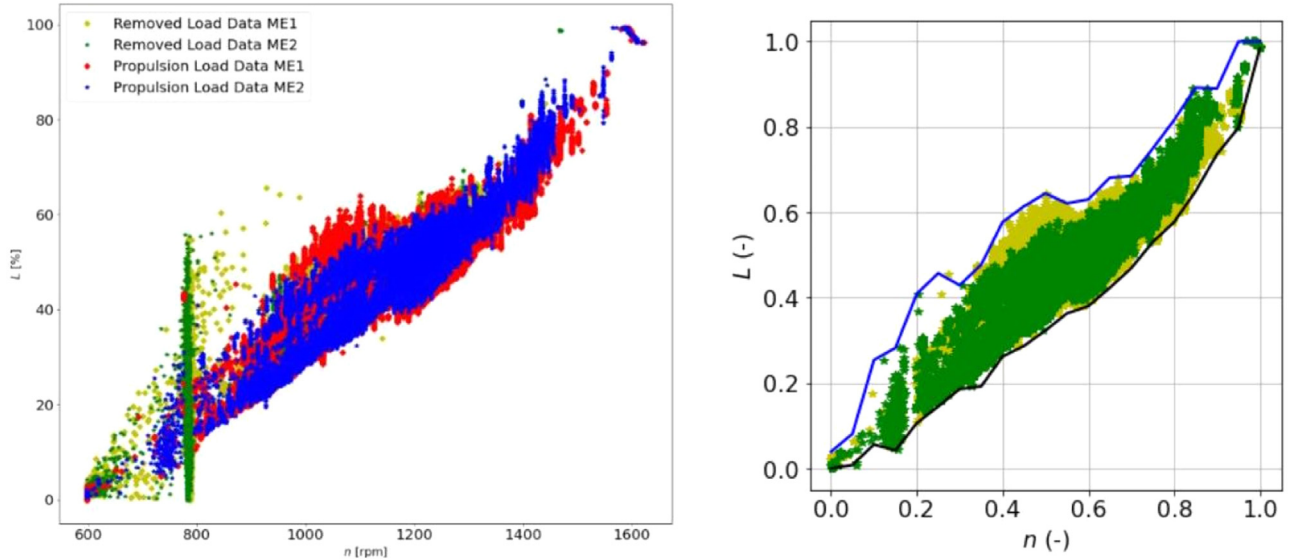 Removed Load Data ME1
Removed Load Data ME2
Propulsion Load Data ME1
Propulsion Load Data ME2
100
80
60
40
20
0
L [%]
600 800 1000 1200 1400 1600
n [rpm]
1.0
0.8
0.6
0.4
0.2
0.0
L (-)
0.0 0.2 0.4 0.6 0.8 1.0
n (-)